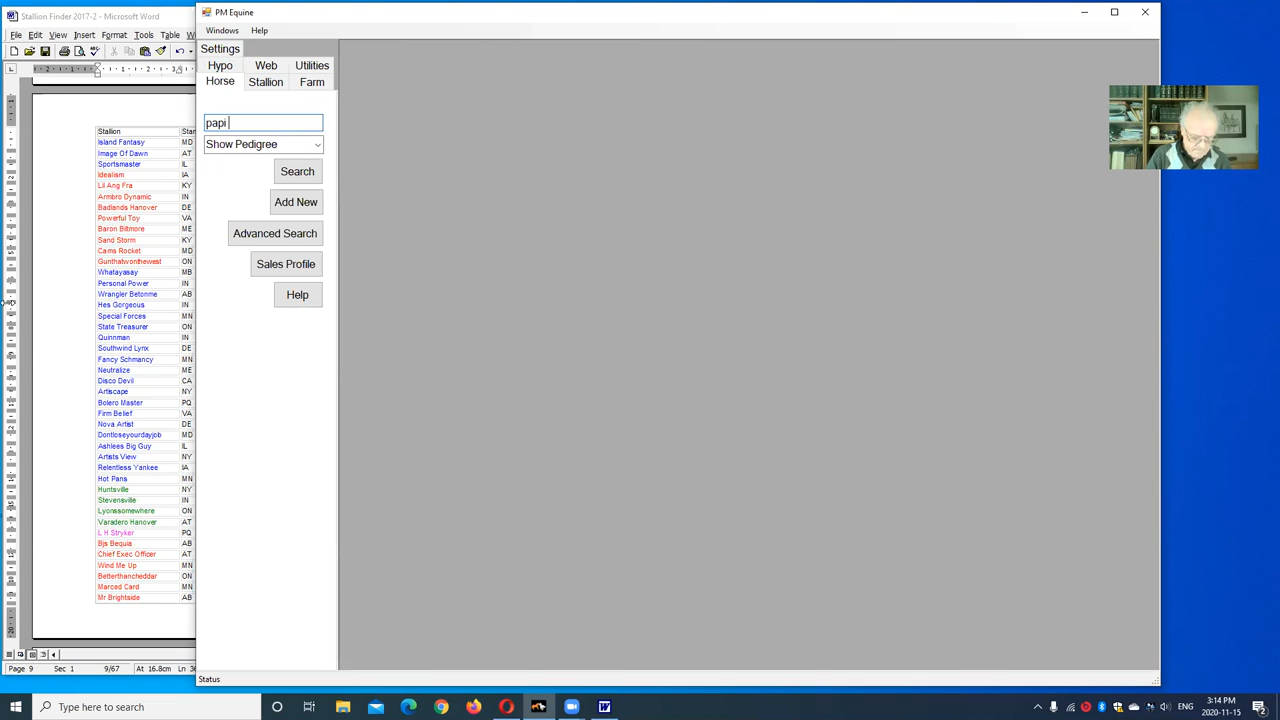 Stallion Finder 2017-2 - Microsoft Word
File Edit View Insert Format Tools Table
Stallion
Island Fantasy MD
Image Of Dawn AT
Sportsmaster IL
Idealism IA
Lil Ang Fra KY
Armbro Dynamic IN
Badlands Hanover DE
Powerful Toy VA
Baron Biltmore ME
Sand Storm KY
Cams Rocket MD
Gunthatwonthewest ON
Whatayasay MB
Personal Power IN
Wrangler Betonme AB
Hes Gorgeous IN
Special Forces MN
State Treasurer ON
Quinnman IN
Southwind Lynx DE
Fancy Schmancy MN
Neutralize ME
Disco Devil CA
Artiscape NY
Bolero Master PQ
Firm Belief VA
Nova Artist DE
Dontloseyourdayjob MD
Ashlees Big Guy IL
Artists View NY
Relentless Yankee IA
Hot Pans MN
Huntsville NY
Stevensville IN
Lyonssomewhere ON
Varadero Hanover AT
L H Stryker PQ
Bjs Bequia AB
Chief Exec Officer AT
Wind Me Up MN
Betterthancheddar ON
Marced Card MN
Mr Brightside AB
Page 9 Sec 1 9/67 At 16.8cm
PM Equine
Windows Help
Settings
Hypo Web Utilities
Horse Stallion Farm
papi
Show Pedigree
Search
Add New
Advanced Search
Sales Profile
Help
Status
Type here to search
ENG
3:14 PM
2020-11-15